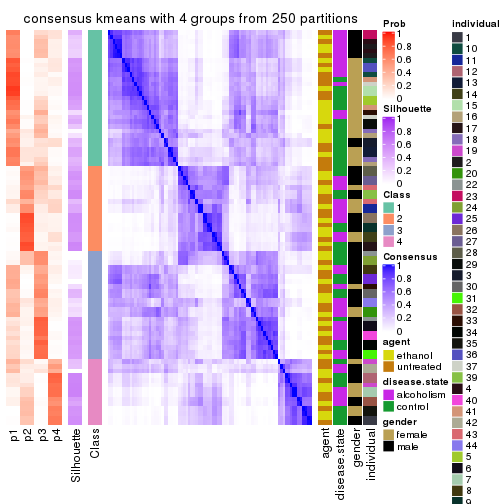 consensus kmeans with 4 groups from 250 partitions
p1
p2
p3
p4
Silhouette
Class
agent
disease.state
gender
individual
Prob
1
0.8
0.6
0.4
0.2
0
Silhouette
1
0.8
0.6
0.4
0.2
0
Class
1
2
3
4
Consensus
1
0.8
0.6
0.4
0.2
0
agent
ethanol
untreated
disease.state
alcoholism
control
gender
female
male
individual
1
10
11
12
13
14
15
16
17
18
19
2
20
22
23
24
25
26
27
28
29
3
30
31
32
33
34
35
36
37
39
4
40
41
42
43
44
5
6
7
8
9